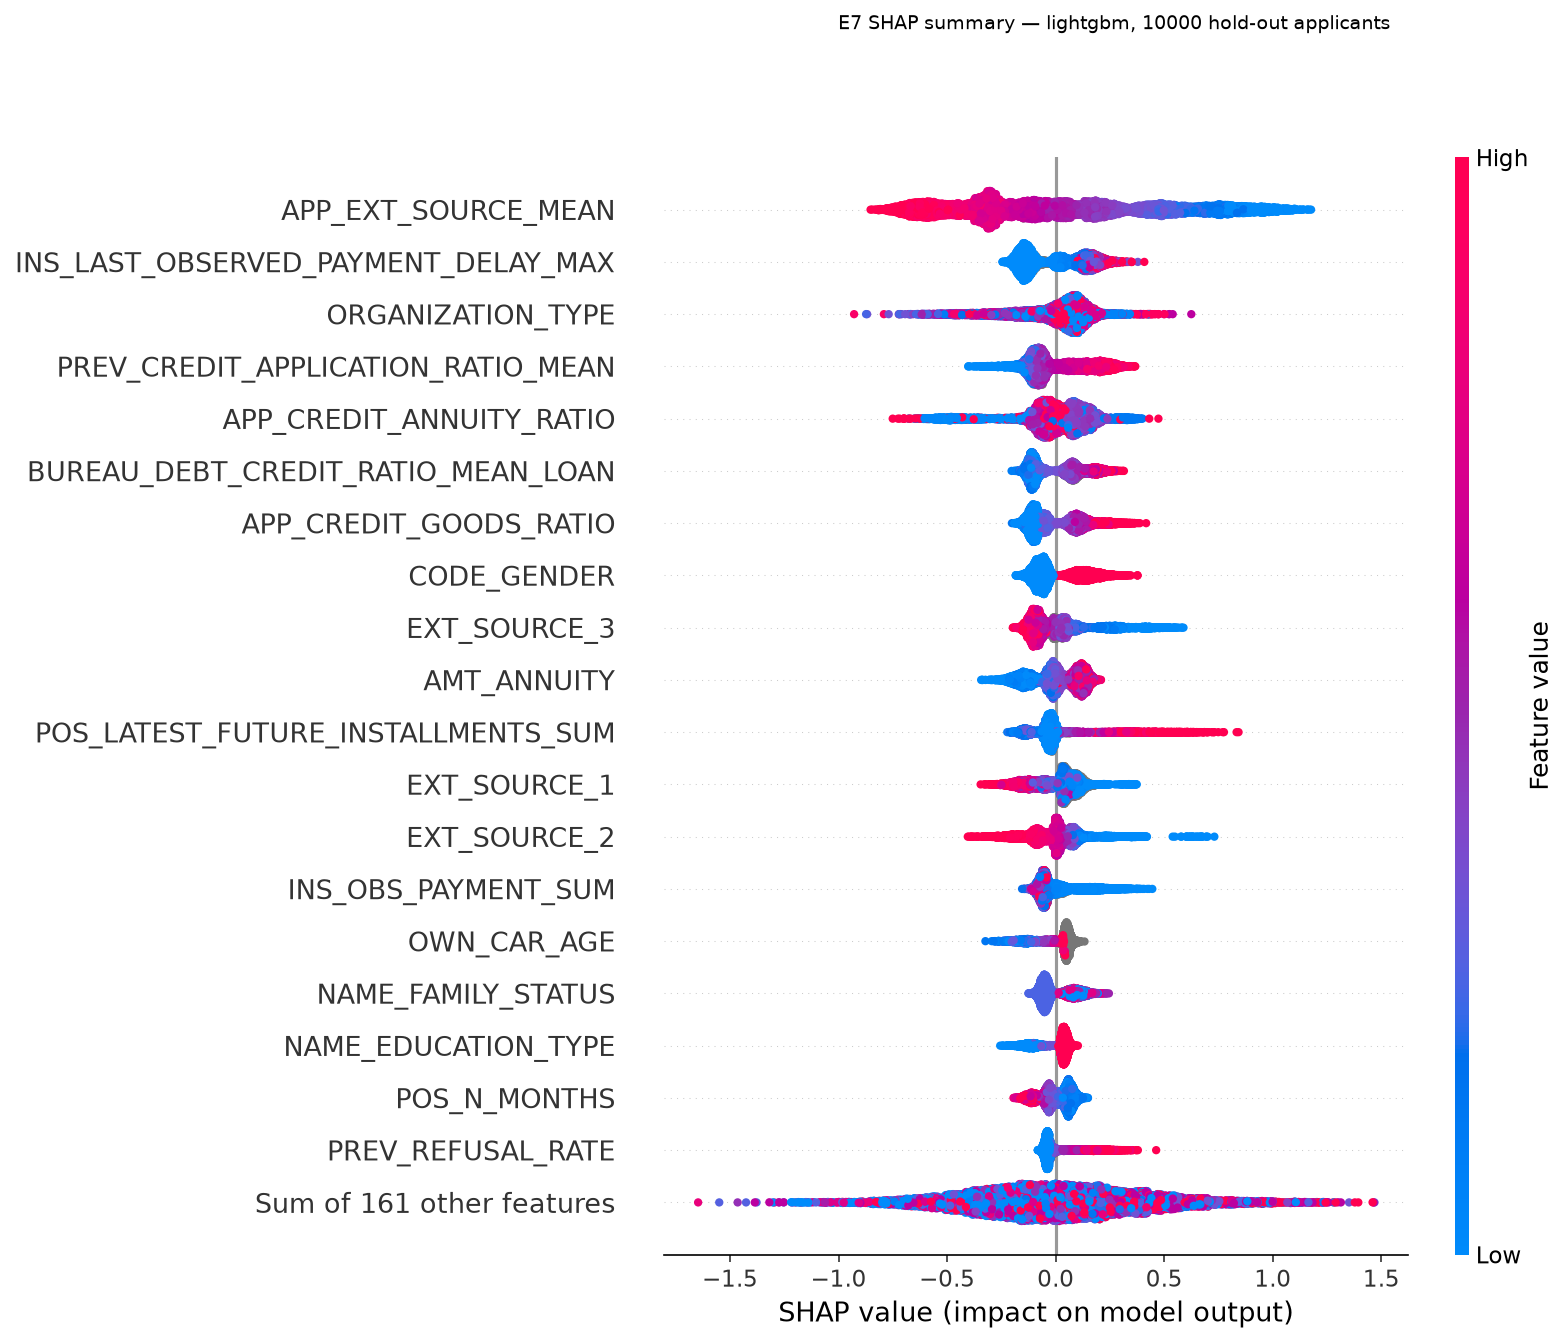 E7 SHAP summary — lightgbm, 10000 hold-out applicants
High
APP_EXT_SOURCE_MEAN
INS_LAST_OBSERVED_PAYMENT_DELAY_MAX
ORGANIZATION_TYPE
PREV_CREDIT_APPLICATION_RATIO_MEAN
APP_CREDIT_ANNUITY_RATIO
BUREAU_DEBT_CREDIT_RATIO_MEAN_LOAN
APP_CREDIT_GOODS_RATIO
CODE_GENDER
EXT_SOURCE_3
AMT_ANNUITY
POS_LATEST_FUTURE_INSTALLMENTS_SUM
EXT_SOURCE_1
EXT_SOURCE_2
INS_OBS_PAYMENT_SUM
OWN_CAR_AGE
NAME_FAMILY_STATUS
NAME_EDUCATION_TYPE
POS_N_MONTHS
PREV_REFUSAL_RATE
Sum of 161 other features
Feature value
Low
−1.5 −1.0 −0.5 0.0 0.5 1.0 1.5
SHAP value (impact on model output)